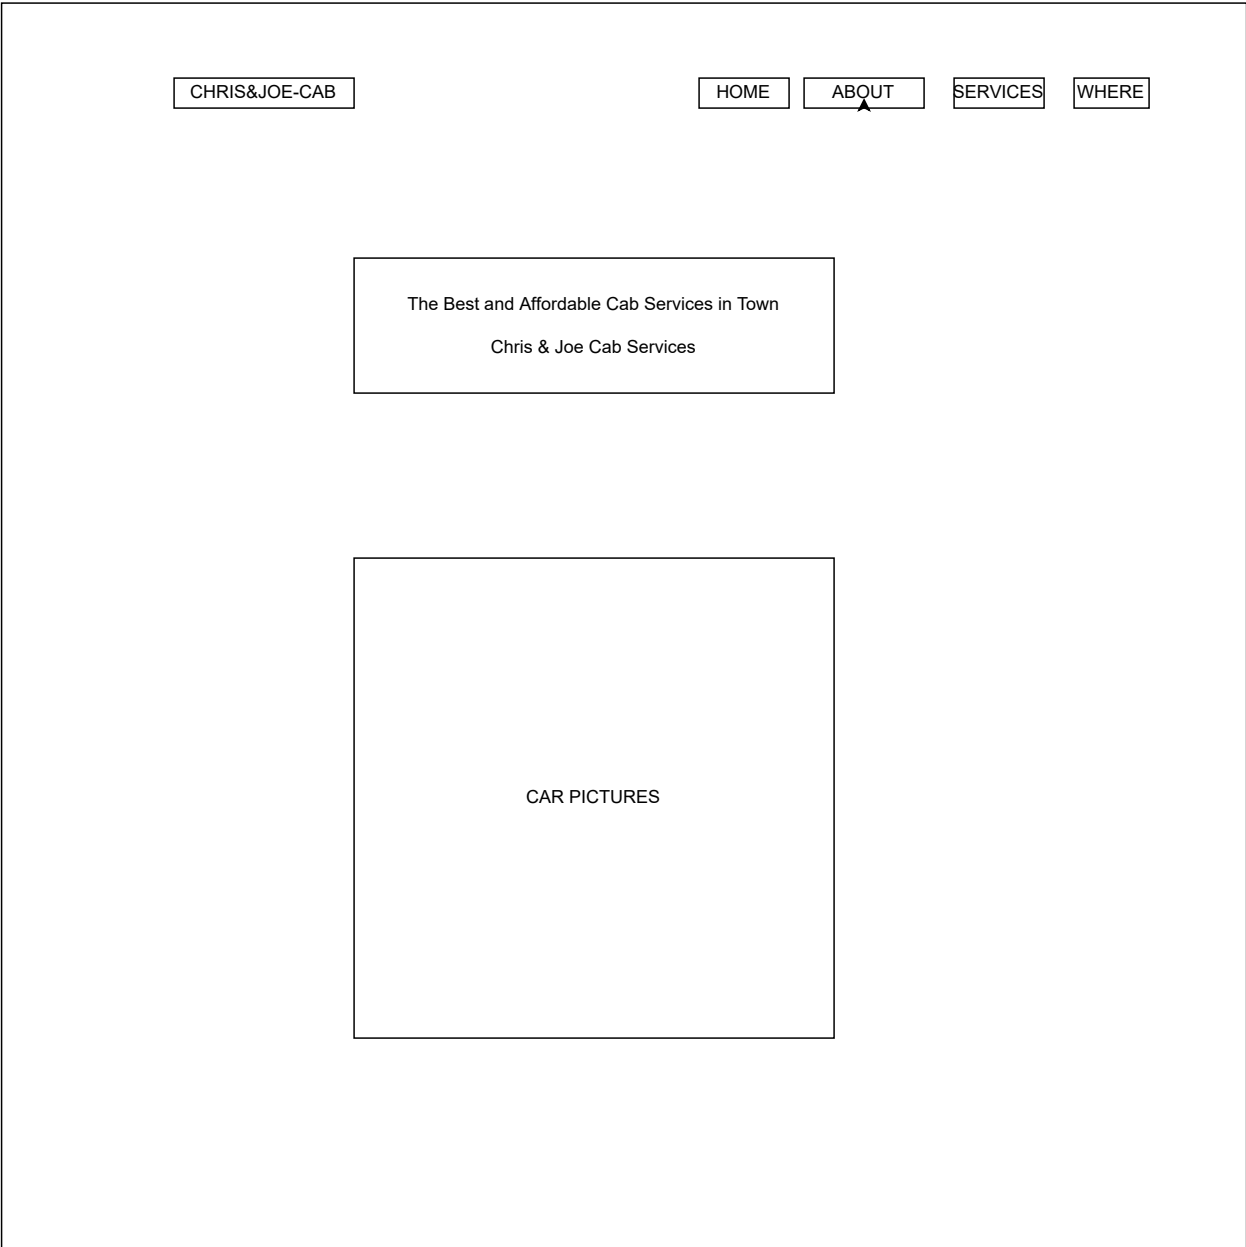 CHRIS&JOE-CAB
HOME
ABOUT
SERVICES
WHERE
The Best and Affordable Cab Services in Town
Chris & Joe Cab Services
CAR PICTURES